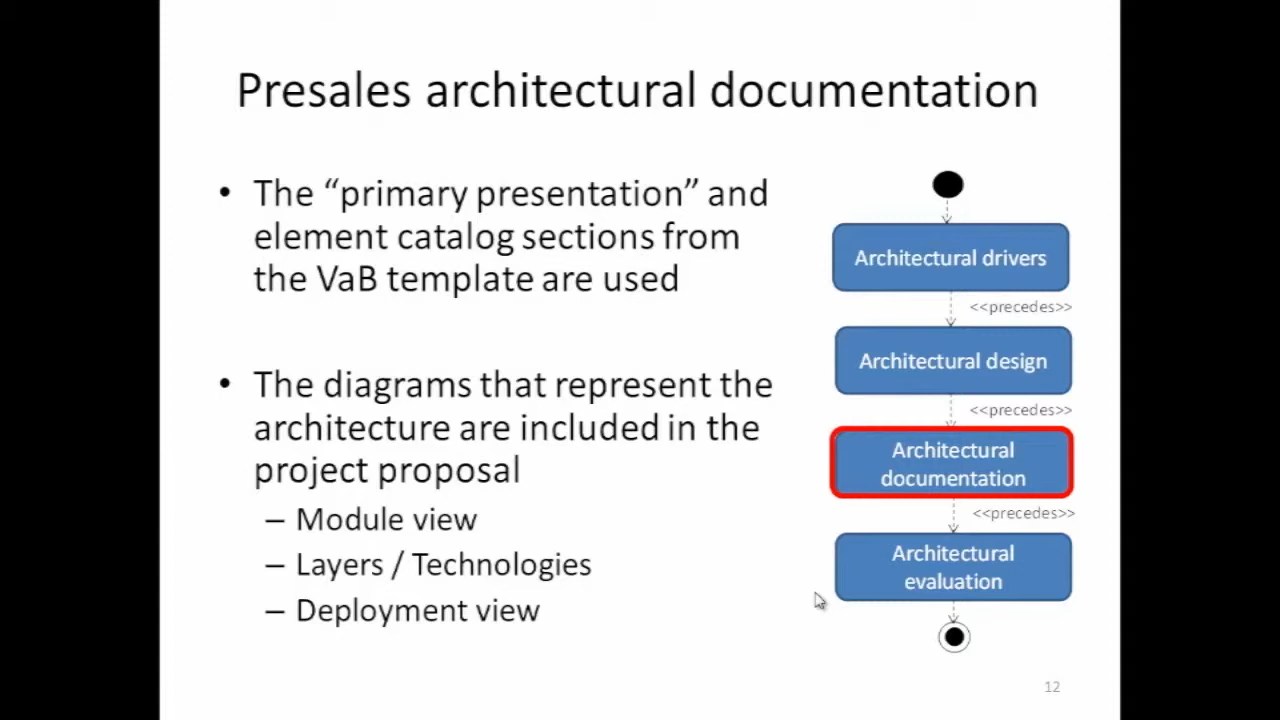 Presales architectural documentation
• The “primary presentation” and
element catalog sections from
the VaB template are used
• The diagrams that represent the
architecture are included in the
project proposal
– Module view
– Layers / Technologies
– Deployment view
Architectural drivers
<<precedes>>
Architectural design
<<precedes>>
Architectural
documentation
<<precedes>>
Architectural
evaluation
12